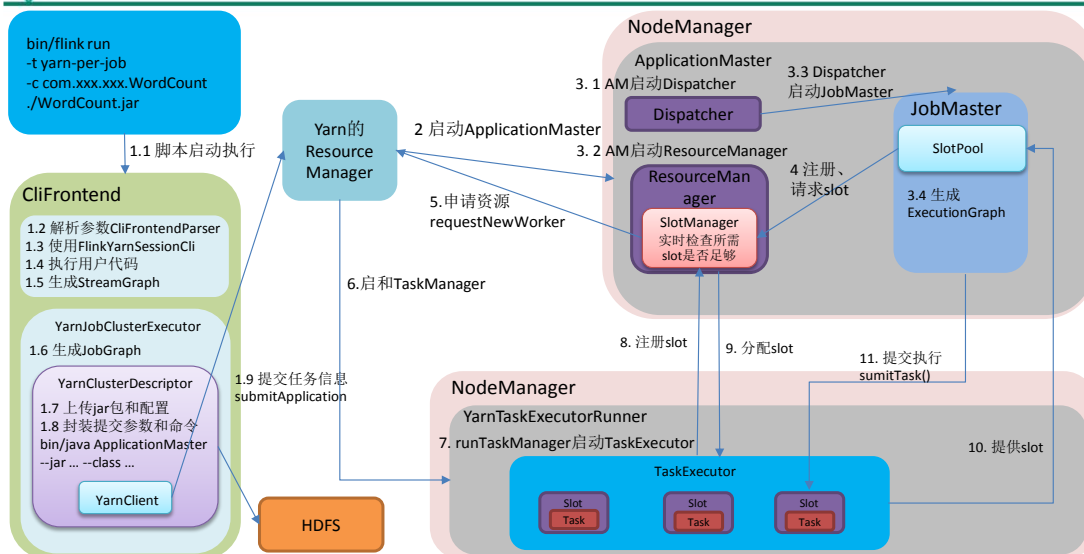 bin/flink run
-t yarn-per-job
-c com.xxx.xxx.WordCount
./WordCount.jar
1.1 脚本启动执行
CliFrontend
1.2 解析参数CliFrontendParser
1.3 使用FlinkYarnSessionCli
1.4 执行用户代码
1.5 生成StreamGraph
YarnJobClusterExecutor
1.6 生成JobGraph
YarnClusterDescriptor
1.7 上传jar包和配置
1.8 封装提交参数和命令
bin/java ApplicationMaster
--jar ... --class ...
YarnClient
HDFS
1.9 提交任务信息
submitApplication
Yarn的
Resource
Manager
2 启动ApplicationMaster
5.申请资源
requestNewWorker
6.启和TaskManager
NodeManager
ApplicationMaster
3. 1 AM启动Dispatcher
Dispatcher
3.3 Dispatcher
启动JobMaster
3. 2 AM启动ResourceManager
ResourceMan
ager
SlotManager
实时检查所需
slot是否足够
4 注册、
请求slot
JobMaster
SlotPool
3.4 生成
ExecutionGraph
8. 注册slot
9. 分配slot
11. 提交执行
sumitTask()
10. 提供slot
NodeManager
YarnTaskExecutorRunner
7. runTaskManager启动TaskExecutor
TaskExecutor
Slot
Task
Slot
Task
Slot
Task